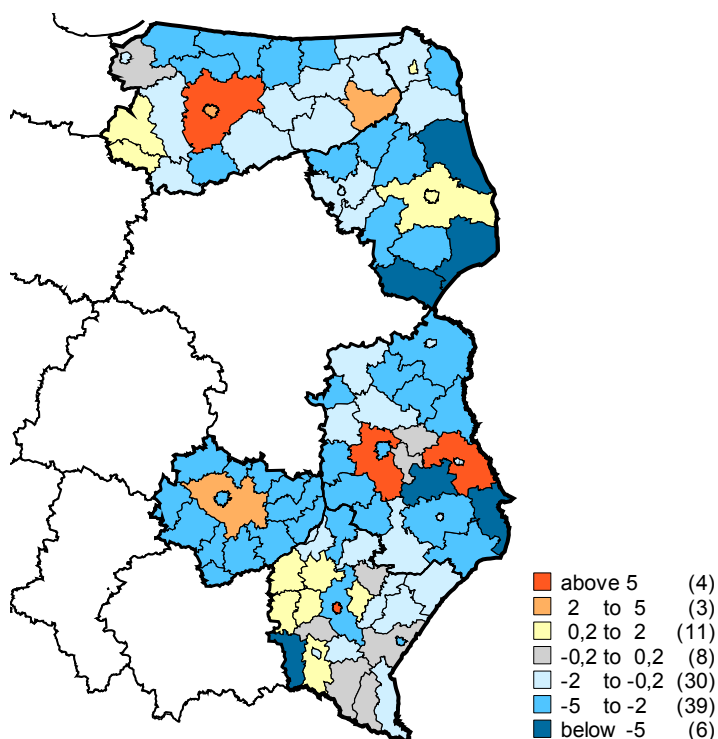 above 5 (4)
2 to 5 (3)
0,2 to 2 (11)
-0,2 to 0,2 (8)
-2 to -0,2 (30)
-5 to -2 (39)
below -5 (6)